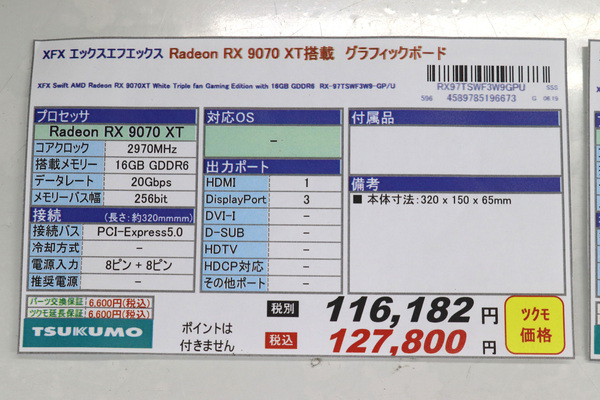 XFX エックスエフエックス Radeon RX 9070 XT搭載 グラフィックボード
XFX Swift AMD Radeon RX 9070XT White Triple fan Gaming Edition with 16GB GDDR6 RX-97TSWF3W9-GP/U
RX97TSWF3W9GPU SSS
596 4589785196673 G 0619
プロセッサ
Radeon RX 9070 XT
コアクロック 2970MHz
搭載メモリー 16GB GDDR6
データレート 20Gbps
メモリーバス幅 256bit
接続 (長さ:約320mmmm)
接続バス PCI-Express5.0
冷却方式 -
電源入力 8ピン + 8ピン
推奨電源 -
対応OS
-
出力ポート
HDMI 1
DisplayPort 3
DVI-I -
D-SUB -
HDTV -
HDCP対応 -
その他ポート -
付属品
備考
■ 本体寸法:320 x 150 x 65mm
パーツ交換保証 6,600円(税込)
ツクモ延長保証 6,600円(税込)
TSUKUMO
ポイントは
付きません
税別 116,182 円
税込 127,800 円
ツクモ
価格